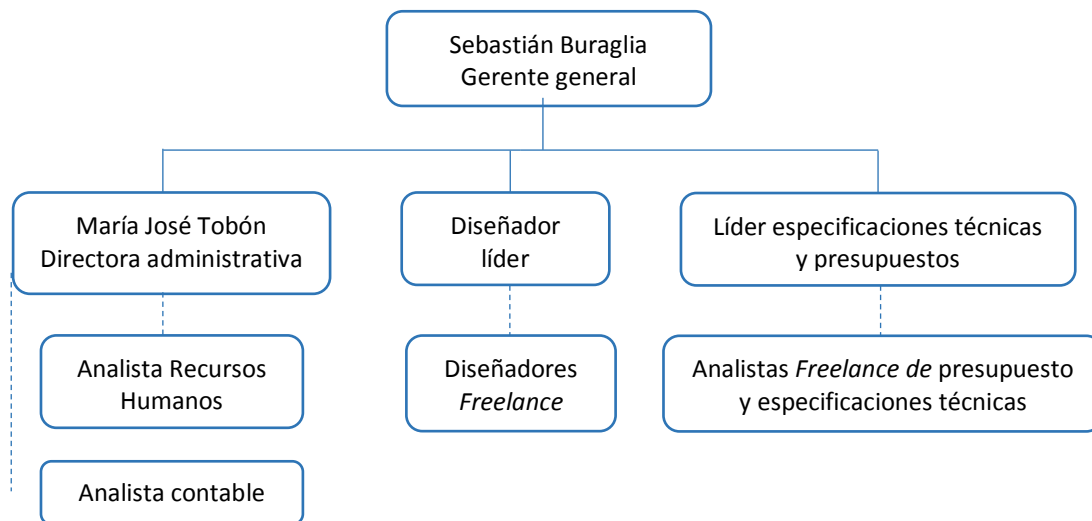 Sebastián Buraglia
Gerente general
María José Tobón
Directora administrativa
Diseñador
líder
Líder especificaciones técnicas
y presupuestos
Analista Recursos
Humanos
Diseñadores
Freelance
Analistas Freelance de presupuesto
y especificaciones técnicas
Analista contable